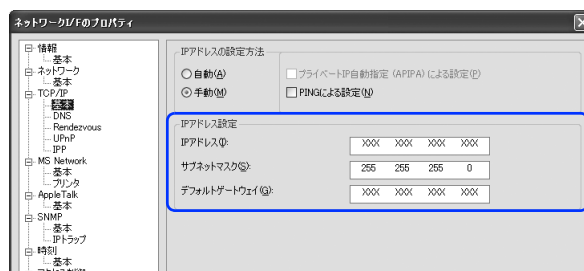 ネットワークI/Fのプロパティ
情報
基本
ネットワーク
基本
TCP/IP
基本
DNS
Rendezvous
UPnP
IPP
MS Network
基本
プリンタ
AppleTalk
基本
SNMP
IPトラップ
時刻
基本
IPアドレスの設定方法
自動(A)
プライベートIP自動指定 (APIPA) による設定(P)
手動(M)
PINGによる設定(N)
IPアドレス設定
IPアドレス(I):
XXX XXX XXX XXX
サブネットマスク(S):
255 255 255 0
デフォルトゲートウェイ(G):
XXX XXX XXX XXX